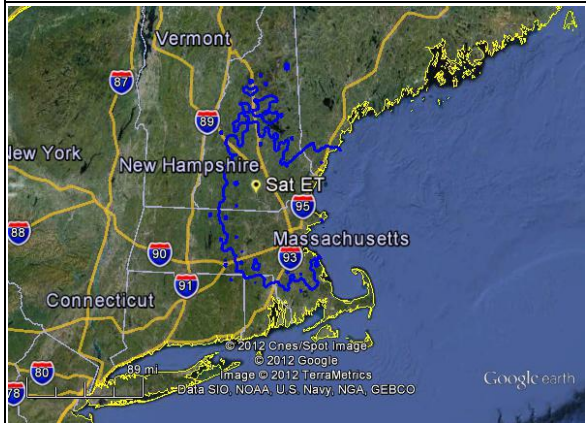 Vermont
87
89
New York
New Hampshire
Sat ET
95
88
Massachusetts
90
93
91
Connecticut
© 2012 Cnes/Spot Image
© 2012 Google
89 mi
Image © 2012 TerraMetrics
80
78
Data SIO, NOAA, U.S. Navy, NGA, GEBCO
Google earth